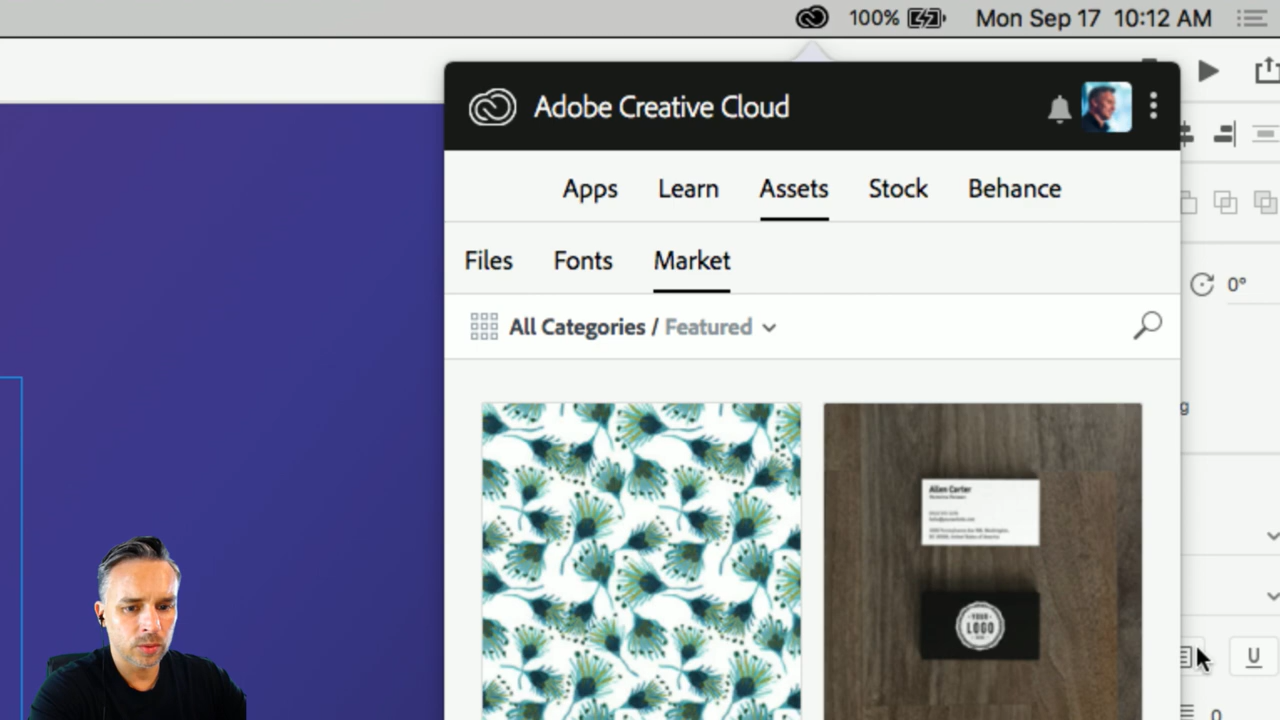 100%
Mon Sep 17 10:12 AM
Adobe Creative Cloud
Apps Learn Assets Stock Behance
Files Fonts Market
All Categories / Featured
0°
g
Allen Carter
YOUR
LOGO
U
0